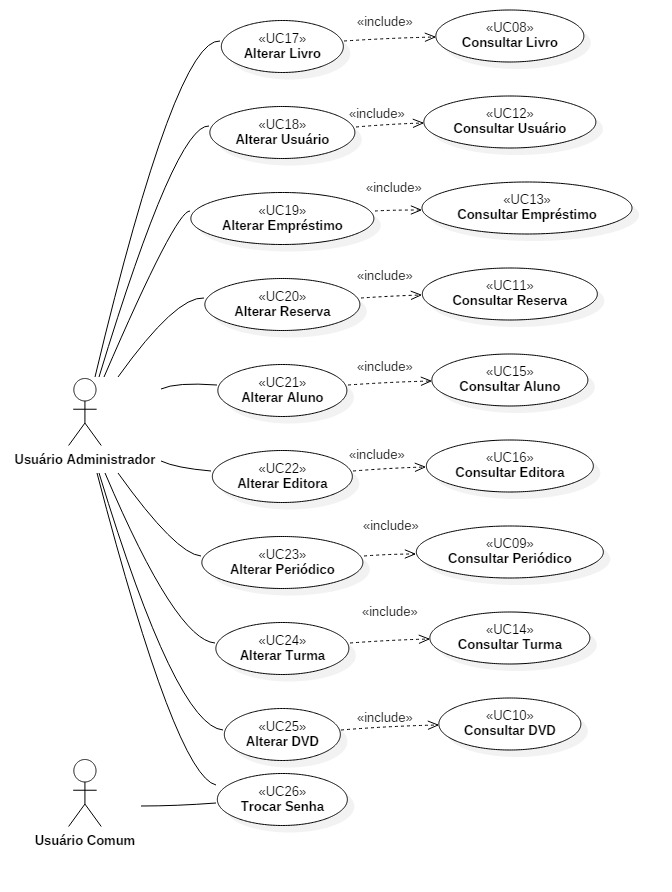 «UC17»
Alterar Livro
«include»
«UC08»
Consultar Livro
«UC18»
Alterar Usuário
«include»
«UC12»
Consultar Usuário
«UC19»
Alterar Empréstimo
«include»
«UC13»
Consultar Empréstimo
«UC20»
Alterar Reserva
«include»
«UC11»
Consultar Reserva
«UC21»
Alterar Aluno
«include»
«UC15»
Consultar Aluno
Usuário Administrador
«UC22»
Alterar Editora
«include»
«UC16»
Consultar Editora
«UC23»
Alterar Periódico
«include»
«UC09»
Consultar Periódico
«UC24»
Alterar Turma
«include»
«UC14»
Consultar Turma
«UC25»
Alterar DVD
«include»
«UC10»
Consultar DVD
«UC26»
Trocar Senha
Usuário Comum